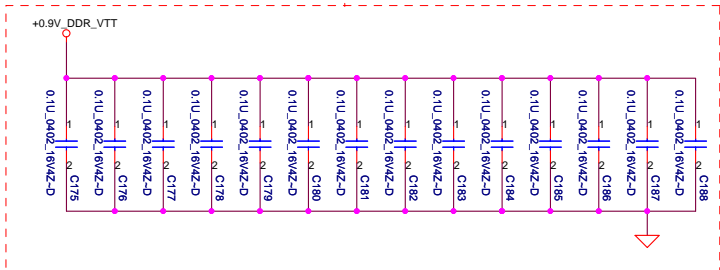 +0.9V_DDR_VTT
0.1U_0402_16V4Z~D
1
2
C175
0.1U_0402_16V4Z~D
1
2
C176
0.1U_0402_16V4Z~D
1
2
C177
0.1U_0402_16V4Z~D
1
2
C178
0.1U_0402_16V4Z~D
1
2
C179
0.1U_0402_16V4Z~D
1
2
C180
0.1U_0402_16V4Z~D
1
2
C181
0.1U_0402_16V4Z~D
1
2
C182
0.1U_0402_16V4Z~D
1
2
C183
0.1U_0402_16V4Z~D
1
2
C184
0.1U_0402_16V4Z~D
1
2
C185
0.1U_0402_16V4Z~D
1
2
C186
0.1U_0402_16V4Z~D
1
2
C187
0.1U_0402_16V4Z~D
1
2
C188